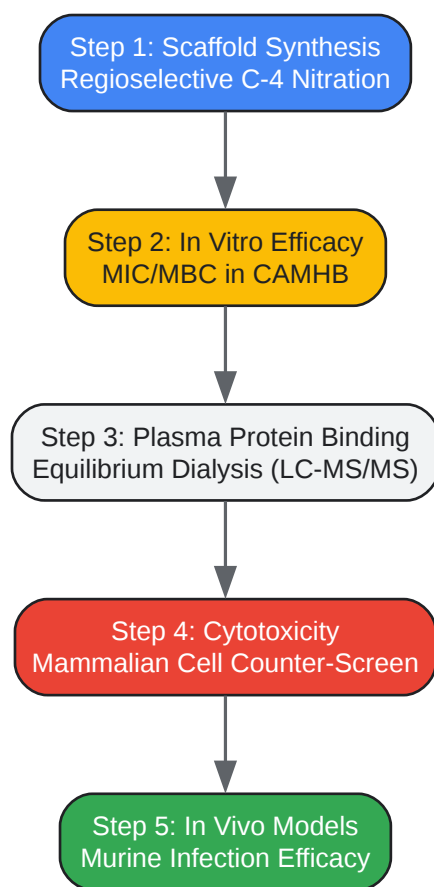 Step 1: Scaffold Synthesis
Regioselective C-4 Nitration
Step 2: In Vitro Efficacy
MIC/MBC in CAMHB
Step 3: Plasma Protein Binding
Equilibrium Dialysis (LC-MS/MS)
Step 4: Cytotoxicity
Mammalian Cell Counter-Screen
Step 5: In Vivo Models
Murine Infection Efficacy